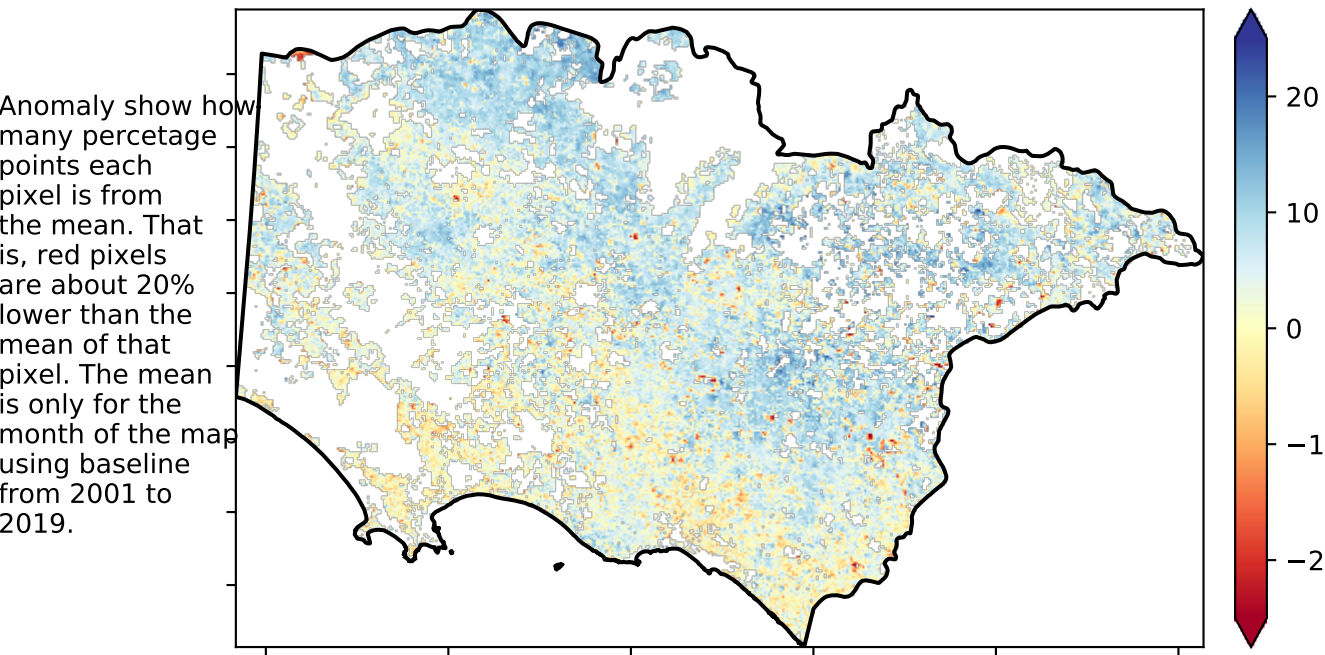 Anomaly show how
many percetage
points each
pixel is from
the mean. That
is, red pixels
are about 20%
lower than the
mean of that
pixel. The mean
is only for the
month of the map
using baseline
from 2001 to
2019.
20
10
0
−1
−2